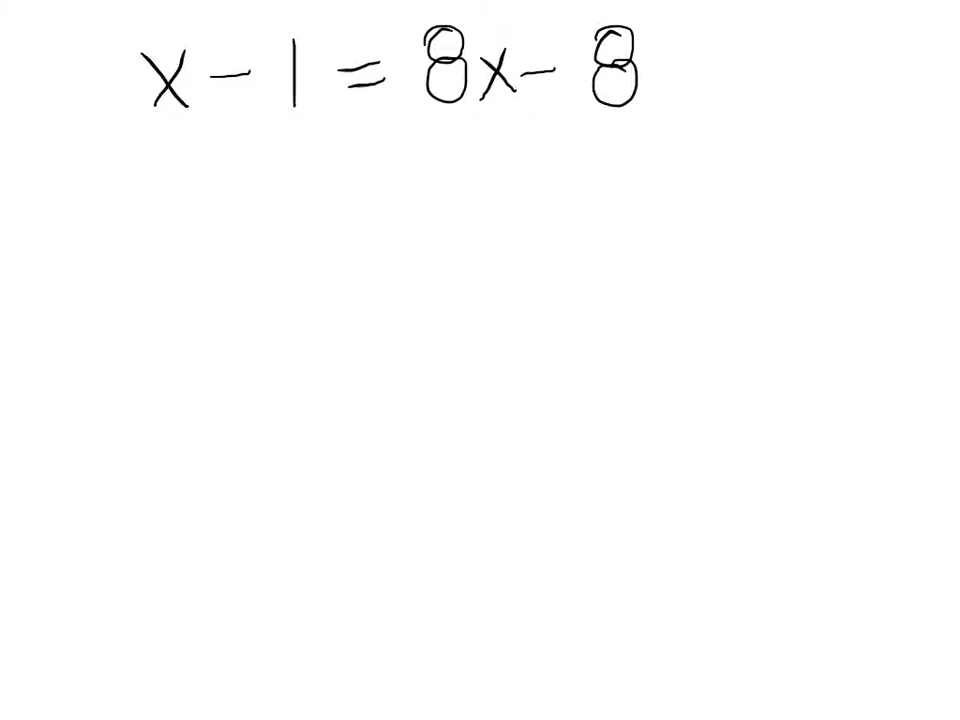 x - 1 = 8x - 8